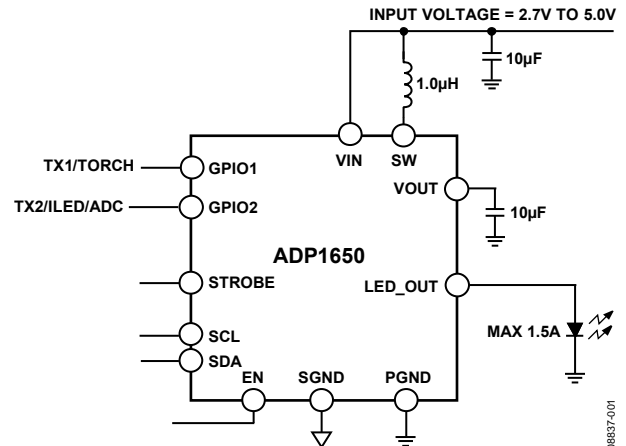 INPUT VOLTAGE = 2.7V TO 5.0V
10µF
1.0µH
VIN
SW
TX1/TORCH
GPIO1
VOUT
TX2/ILED/ADC
GPIO2
10µF
ADP1650
STROBE
LED_OUT
MAX 1.5A
SCL
SDA
EN
SGND
PGND
08837-001